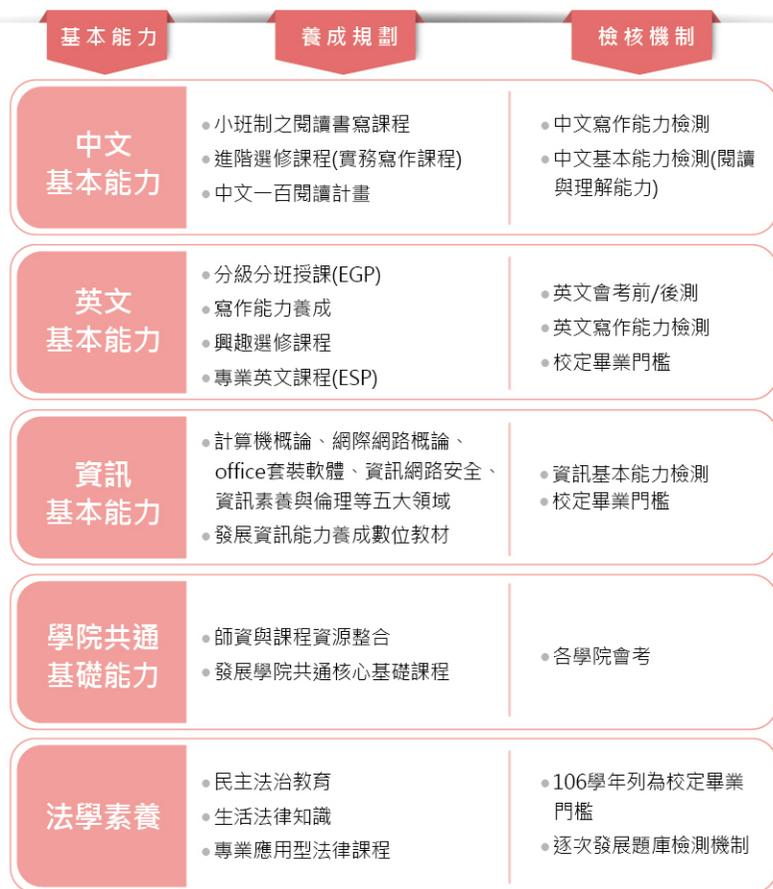 基本能力
養成規劃
檢核機制
中文
基本能力
小班制之閱讀書寫課程
進階選修課程(實務寫作課程)
中文一百閱讀計畫
中文寫作能力檢測
中文基本能力檢測(閱讀
與理解能力)
英文
基本能力
分級分班授課(EGP)
寫作能力養成
興趣選修課程
專業英文課程(ESP)
英文會考前/後測
英文寫作能力檢測
校定畢業門檻
資訊
基本能力
計算機概論、網際網路概論、
office套裝軟體、資訊網路安全、
資訊素養與倫理等五大領域
發展資訊能力養成數位教材
資訊基本能力檢測
校定畢業門檻
學院共通
基礎能力
師資與課程資源整合
發展學院共通核心基礎課程
各學院會考
法學素養
民主法治教育
生活法律知識
專業應用型法律課程
106學年列為校定畢業
門檻
逐次發展題庫檢測機制